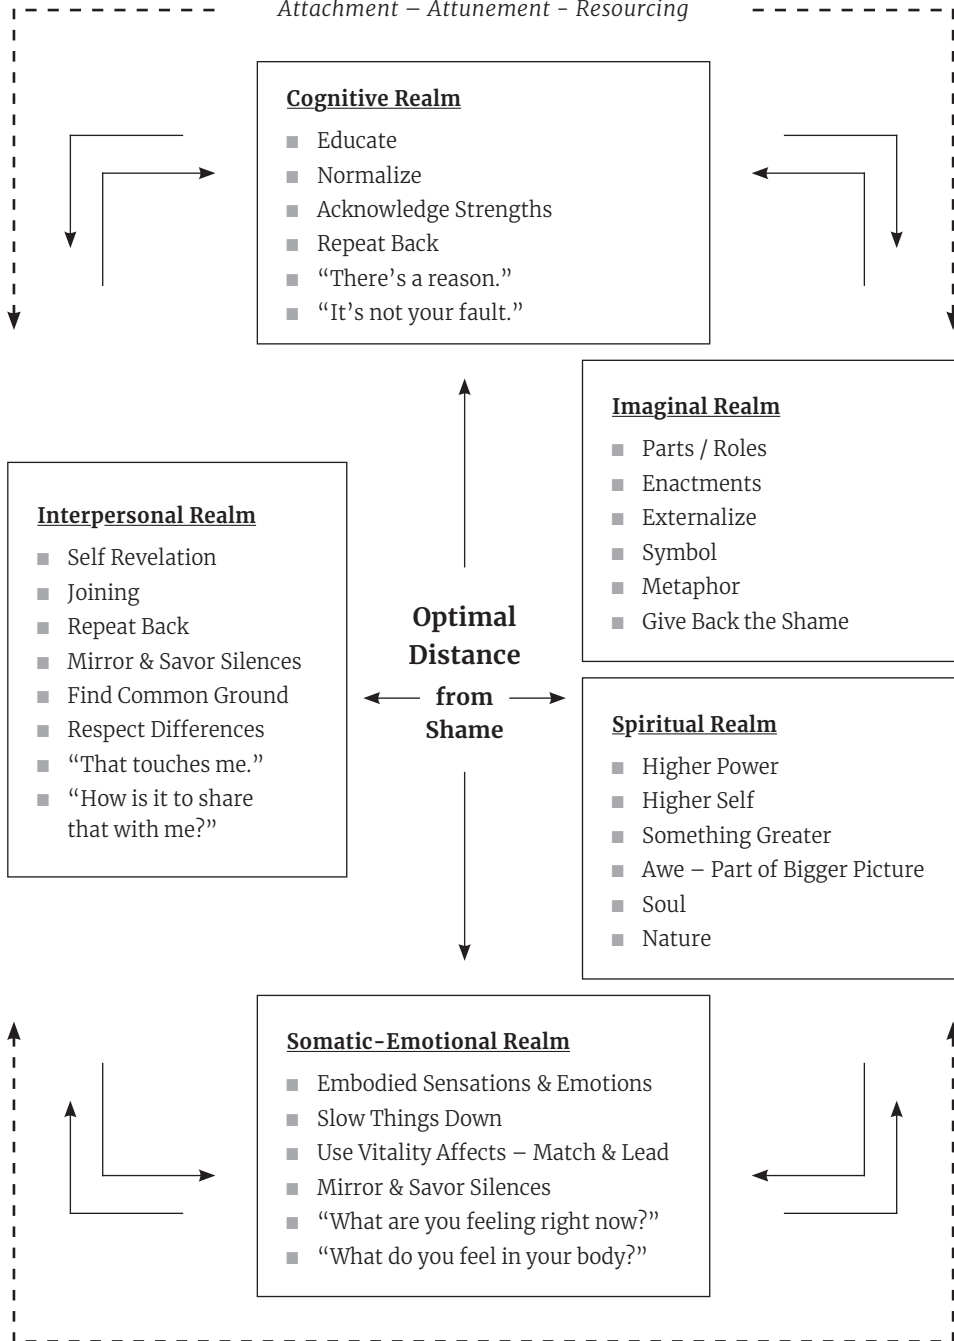 Attachment – Attunement - Resourcing
Cognitive Realm
Educate
Normalize
Acknowledge Strengths
Repeat Back
“There’s a reason.”
“It’s not your fault.”
Imaginal Realm
Parts / Roles
Enactments
Externalize
Symbol
Metaphor
Give Back the Shame
Interpersonal Realm
Self Revelation
Joining
Repeat Back
Mirror & Savor Silences
Find Common Ground
Respect Differences
“That touches me.”
“How is it to share
that with me?”
Optimal
Distance
from
Shame
Spiritual Realm
Higher Power
Higher Self
Something Greater
Awe – Part of Bigger Picture
Soul
Nature
Somatic-Emotional Realm
Embodied Sensations & Emotions
Slow Things Down
Use Vitality Affects – Match & Lead
Mirror & Savor Silences
“What are you feeling right now?”
“What do you feel in your body?”